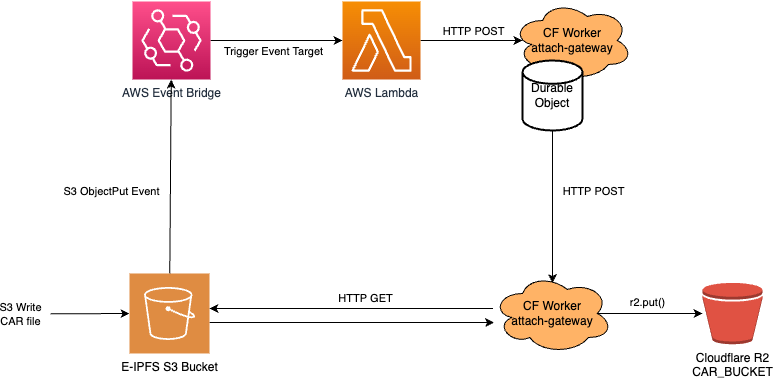 CF Worker
attach-gateway
HTTP POST
Trigger Event Target
AWS Event Bridge
AWS Lambda
Durable
Object
S3 ObjectPut Event
HTTP POST
S3 Write
CAR file
HTTP GET
CF Worker
attach-gateway
r2.put()
E-IPFS S3 Bucket
Cloudflare R2
CAR_BUCKET